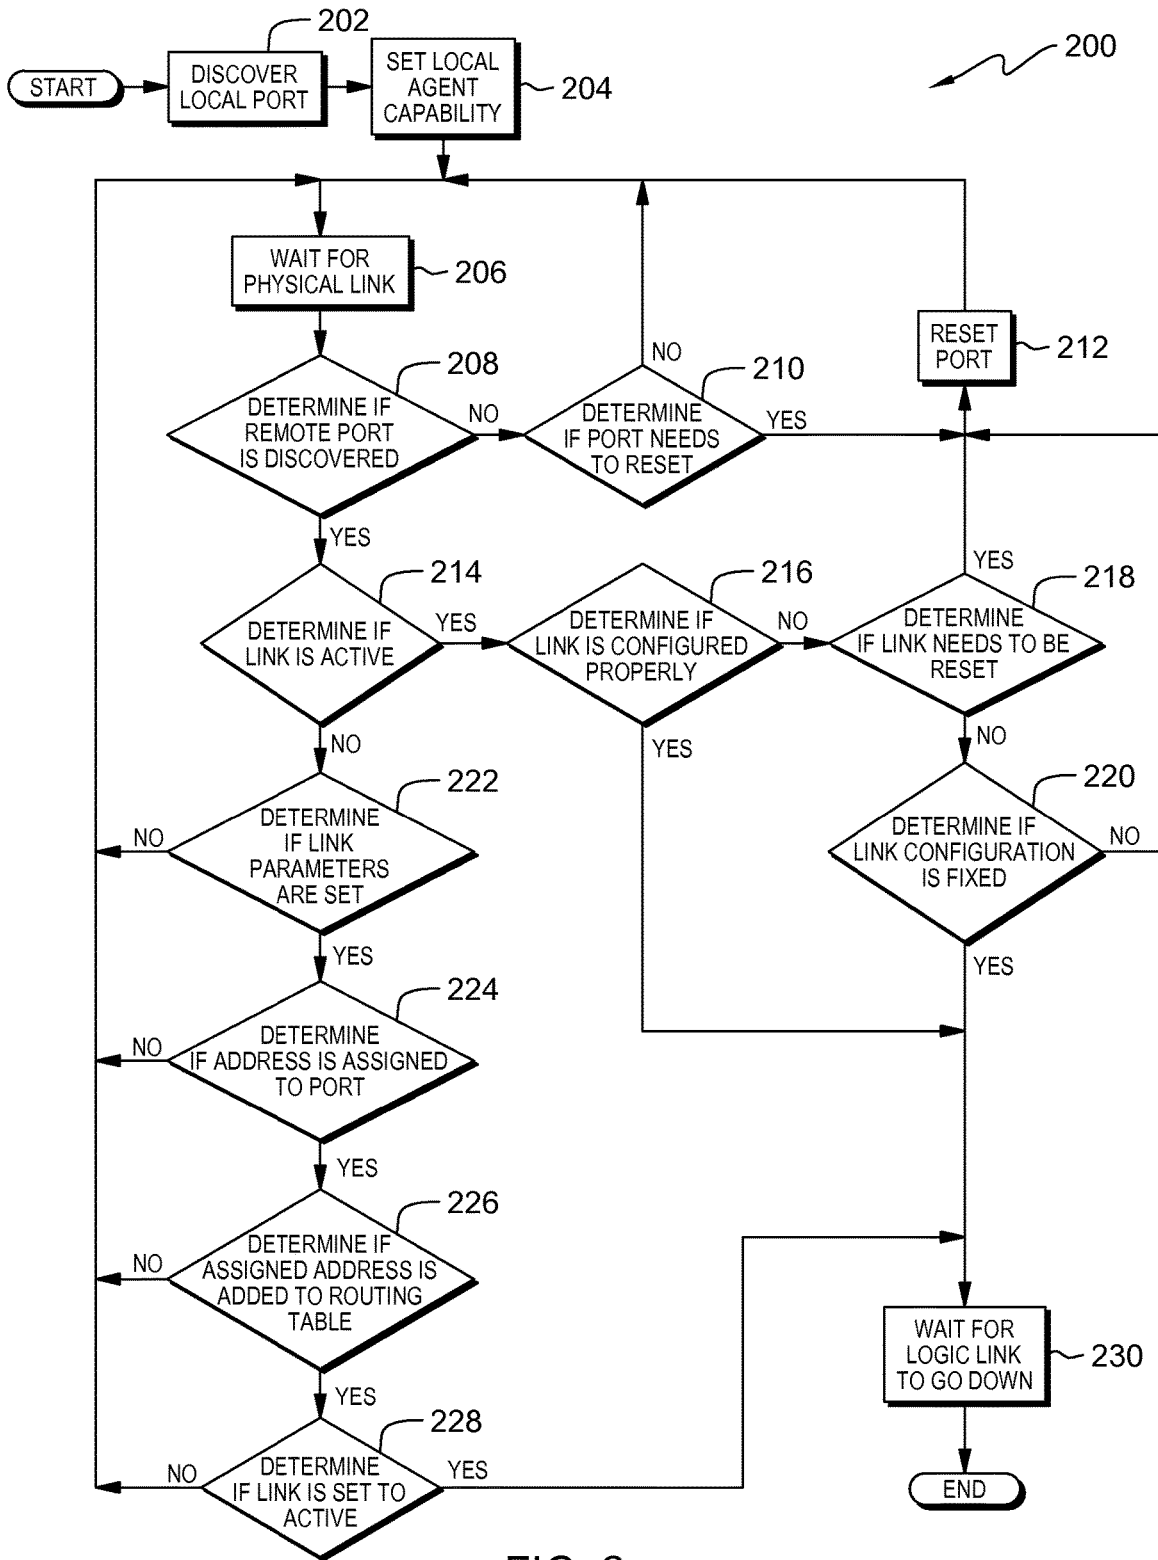 200
START
202
DISCOVER
LOCAL PORT
SET LOCAL
AGENT
CAPABILITY
204
WAIT FOR
PHYSICAL LINK
206
208
DETERMINE IF
REMOTE PORT
IS DISCOVERED
NO
YES
210
DETERMINE
IF PORT NEEDS
TO RESET
NO
YES
RESET
PORT
212
214
DETERMINE IF
LINK IS ACTIVE
YES
NO
216
DETERMINE IF
LINK IS CONFIGURED
PROPERLY
NO
YES
218
DETERMINE
IF LINK NEEDS TO BE
RESET
YES
NO
220
DETERMINE IF
LINK CONFIGURATION
IS FIXED
NO
YES
222
DETERMINE
IF LINK
PARAMETERS
ARE SET
NO
YES
224
DETERMINE
IF ADDRESS IS ASSIGNED
TO PORT
NO
YES
226
DETERMINE IF
ASSIGNED ADDRESS IS
ADDED TO ROUTING
TABLE
NO
YES
228
DETERMINE
IF LINK IS SET TO
ACTIVE
NO
YES
WAIT FOR
LOGIC LINK
TO GO DOWN
230
END